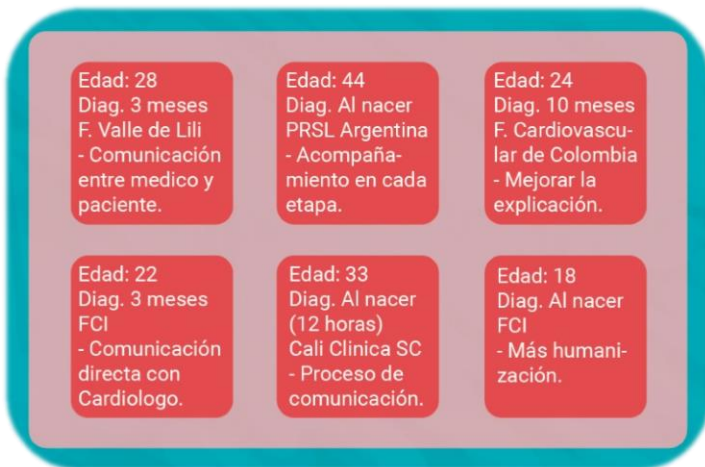 Edad: 28
Diag. 3 meses
F. Valle de Lili
- Comunicación
entre medico y
paciente.
Edad: 44
Diag. Al nacer
PRSL Argentina
- Acompaña-
miento en cada
etapa.
Edad: 24
Diag. 10 meses
F. Cardiovascu-
lar de Colombia
- Mejorar la
explicación.
Edad: 22
Diag. 3 meses
FCI
- Comunicación
directa con
Cardiologo.
Edad: 33
Diag. Al nacer
(12 horas)
Cali Clinica SC
- Proceso de
comunicación.
Edad: 18
Diag. Al nacer
FCI
- Más humani-
zación.